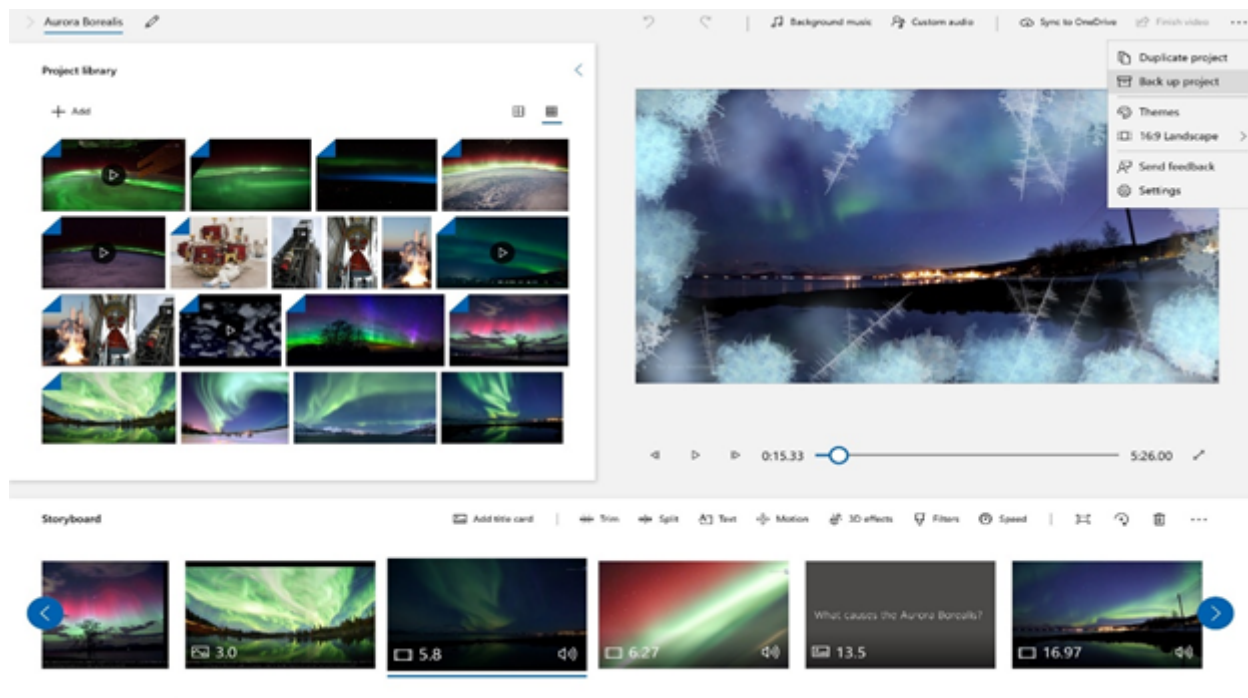 Aurora Borealis
Background music
Custom audio
Sync to OneDrive
Finish video
Project library
Add
Duplicate project
Back up project
Themes
16:9 Landscape
Send feedback
Settings
0:15.33
5:26.00
Storyboard
Add title card
Trim
Split
Text
Motion
3D effects
Filters
Speed
3.0
5.8
6.27
What causes the Aurora Borealis?
13.5
16.97